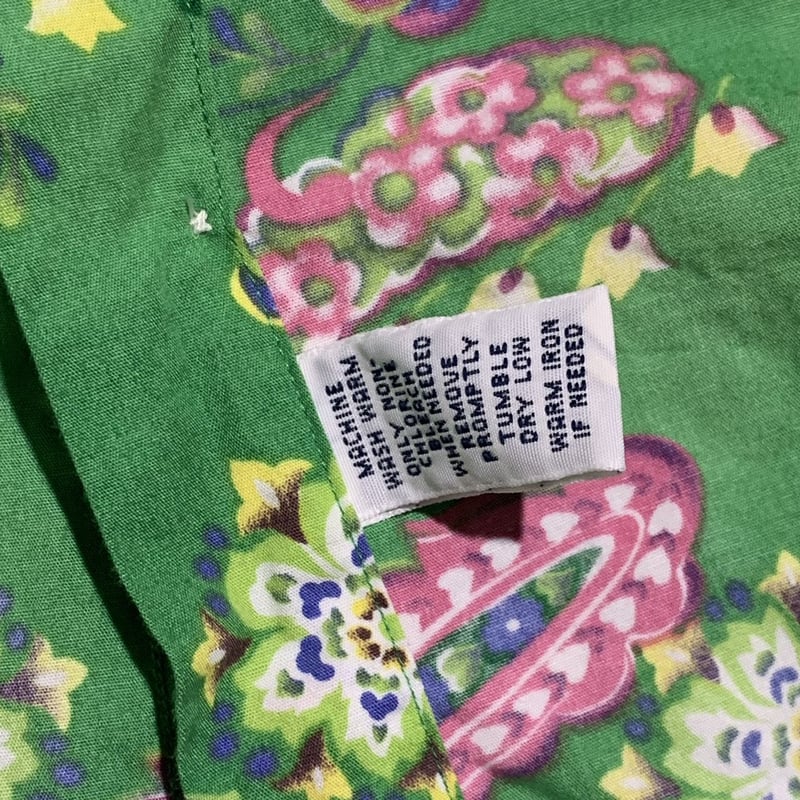 MACHINE
WASH WARM
ONLY NON-
CHLORINE
BLEACH
WHEN NEEDED
REMOVE
PROMPTLY
TUMBLE
DRY LOW
WARM IRON
IF NEEDED